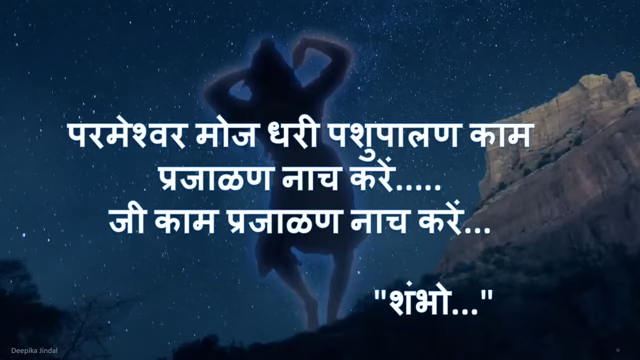 परमेश्वर मोज धरी पशुपालण काम
प्रजाळण नाच करें.....
जी काम प्रजाळण नाच करें...
"शंभो..."
Deepika Jindal